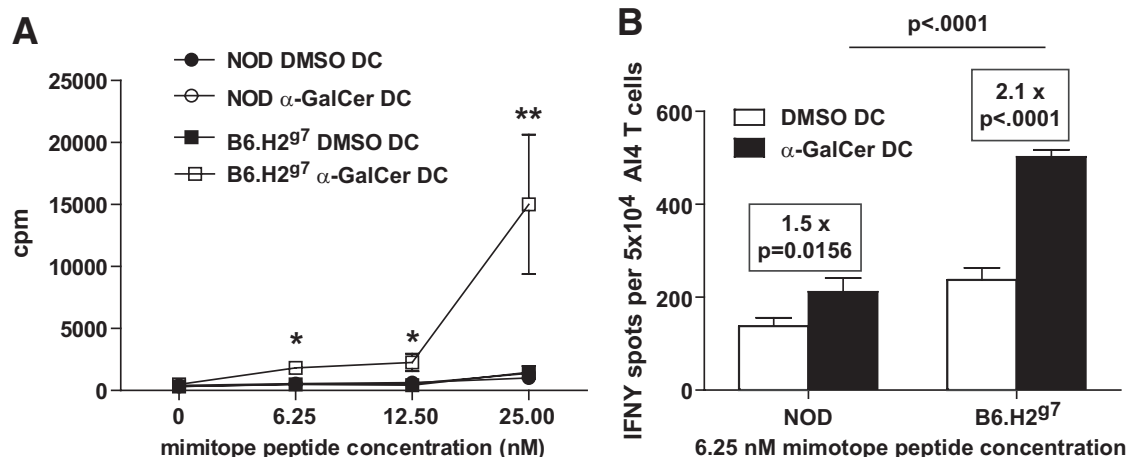 A
NOD DMSO DC
NOD α-GalCer DC
B6.H2g7 DMSO DC
B6.H2g7 α-GalCer DC
25000
20000
15000
10000
5000
0
cpm
**
*
*
0 6.25 12.50 25.00
mimitope peptide concentration (nM)
B
p<.0001
2.1 x
p<.0001
DMSO DC
α-GalCer DC
1.5 x
p=0.0156
600
400
200
0
IFNY spots per 5x10⁴ AI4 T cells
NOD B6.H2g7
6.25 nM mimotope peptide concentration